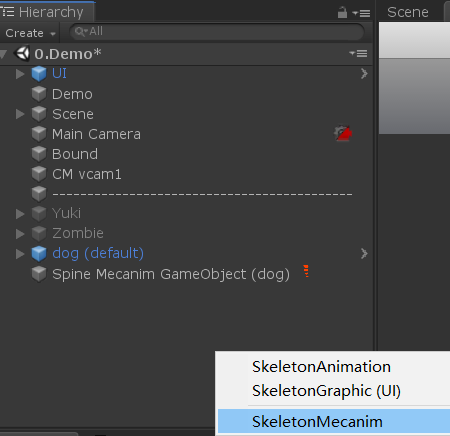 Hierarchy
Scene
Create
All
0.Demo*
UI
Demo
Scene
Main Camera
Bound
CM vcam1
-----------------------------------------
Yuki
Zombie
dog (default)
Spine Mecanim GameObject (dog)
SkeletonAnimation
SkeletonGraphic (UI)
SkeletonMecanim